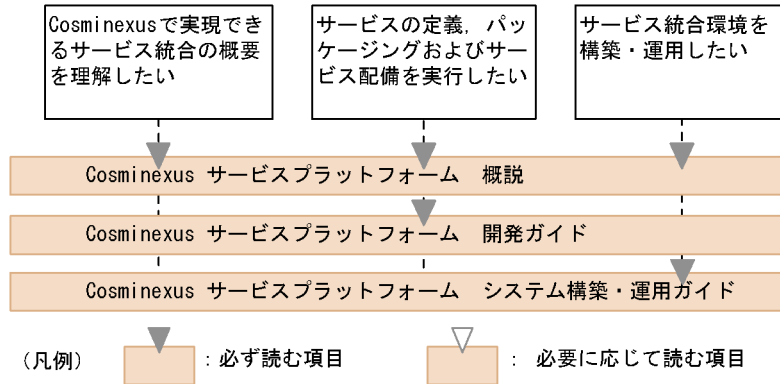 Cosminexusで実現でき
るサービス統合の概要
を理解したい
サービスの定義，パッ
ケージングおよびサー
ビス配備を実行したい
サービス統合環境を
構築・運用したい
Cosminexus サービスプラットフォーム　概説
Cosminexus サービスプラットフォーム　開発ガイド
Cosminexus サービスプラットフォーム　システム構築・運用ガイド
（凡例）
：必ず読む項目
：　必要に応じて読む項目